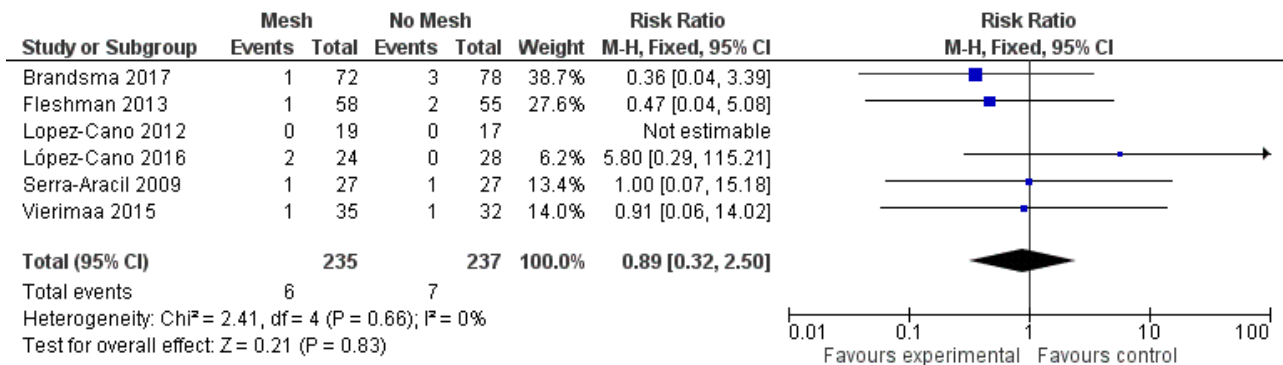 Mesh No Mesh Risk Ratio Risk Ratio
Study or Subgroup Events Total Events Total Weight M-H, Fixed, 95% CI M-H, Fixed, 95% CI
Brandsma 2017 1 72 3 78 38.7% 0.36 [0.04, 3.39]
Fleshman 2013 1 58 2 55 27.6% 0.47 [0.04, 5.08]
Lopez-Cano 2012 0 19 0 17 Not estimable
López-Cano 2016 2 24 0 28 6.2% 5.80 [0.29, 115.21]
Serra-Aracil 2009 1 27 1 27 13.4% 1.00 [0.07, 15.18]
Vierimaa 2015 1 35 1 32 14.0% 0.91 [0.06, 14.02]
Total (95% CI) 235 237 100.0% 0.89 [0.32, 2.50]
Total events 6 7
Heterogeneity: Chi² = 2.41, df = 4 (P = 0.66); I² = 0%
Test for overall effect: Z = 0.21 (P = 0.83)
0.01 0.1 1 10 100
Favours experimental Favours control